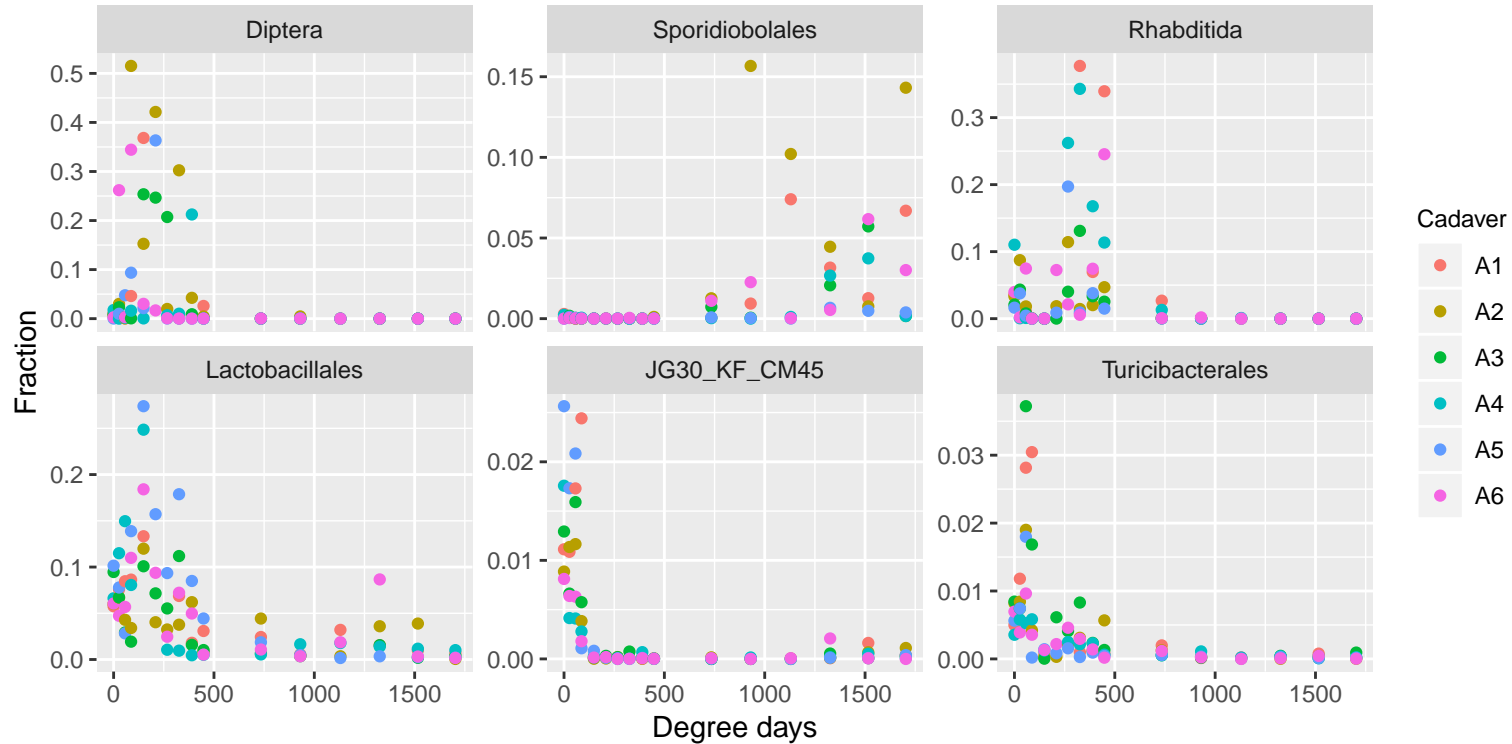 Diptera Sporidiobolales Rhabditida
0.5 0.4 0.3 0.2 0.1 0.0
0.15 0.10 0.05 0.00
0.3 0.2 0.1 0.0
Lactobacillales JG30_KF_CM45 Turicibacterales
0.2 0.1 0.0
0.02 0.01 0.00
0.03 0.02 0.01 0.00
0 500 1000 1500 0 500 1000 1500 0 500 1000 1500
Degree days
Fraction
Cadaver
A1
A2
A3
A4
A5
A6